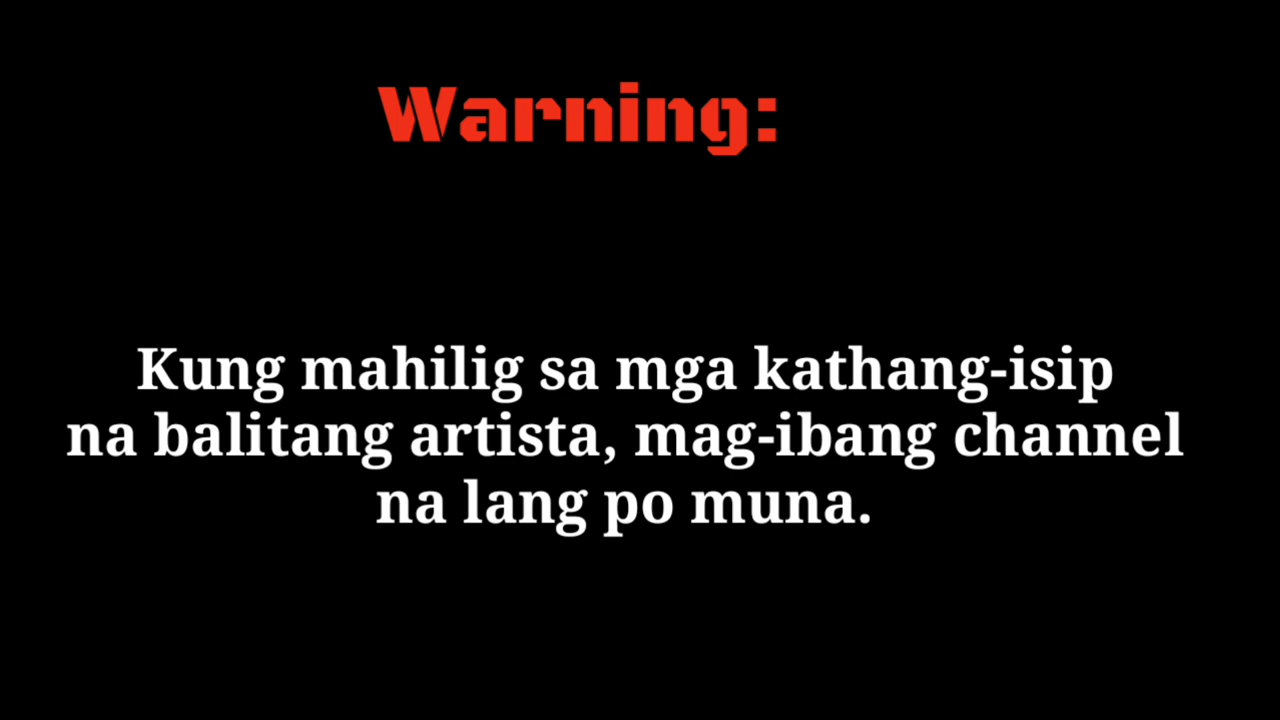 Warning:
Kung mahilig sa mga kathang-isip
na balitang artista, mag-ibang channel
na lang po muna.